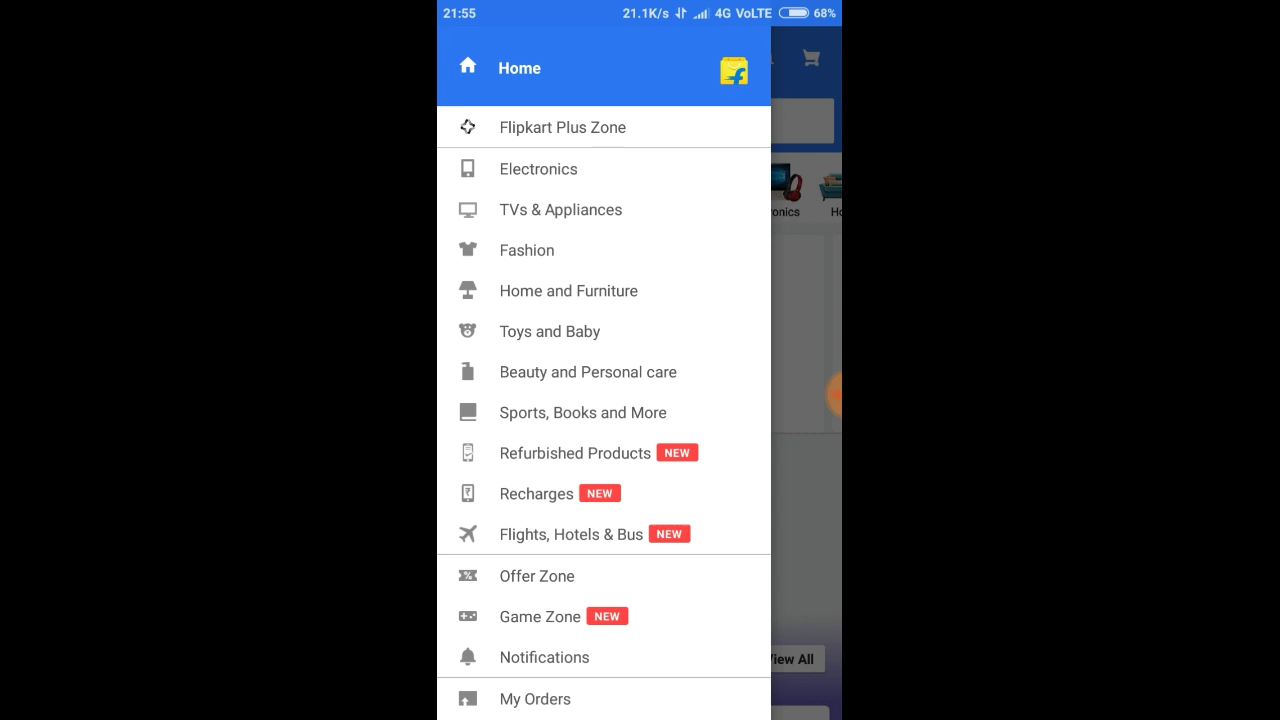 21:55 21.1K/s 4G VoLTE 68%
Home
Flipkart Plus Zone
Electronics
TVs & Appliances
Fashion
Home and Furniture
Toys and Baby
Beauty and Personal care
Sports, Books and More
Refurbished Products NEW
Recharges NEW
Flights, Hotels & Bus NEW
Offer Zone
Game Zone NEW
Notifications
My Orders
onics Ho
View All